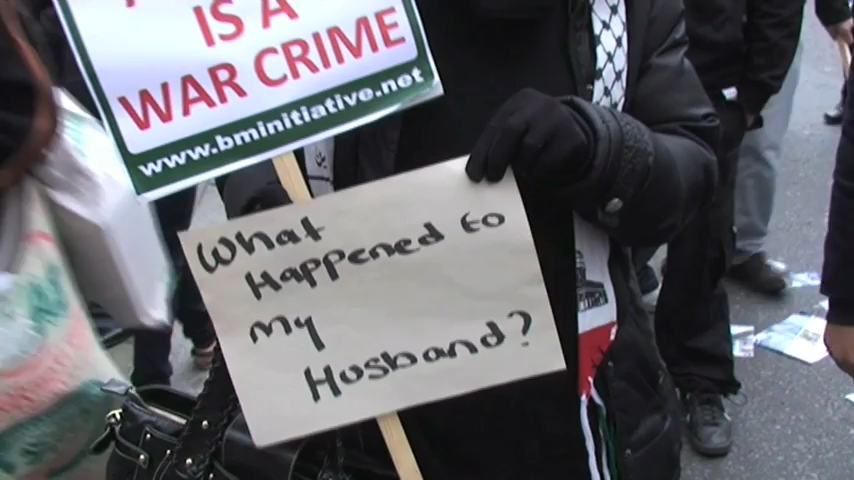 IS A
WAR CRIME
www.bminitiative.net
What
Happened to
My
Husband?